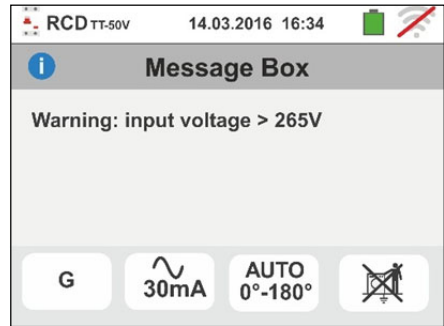 RCD TT-50V 14.03.2016 16:34
Message Box
Warning: input voltage > 265V
G
30mA
AUTO
0°-180°